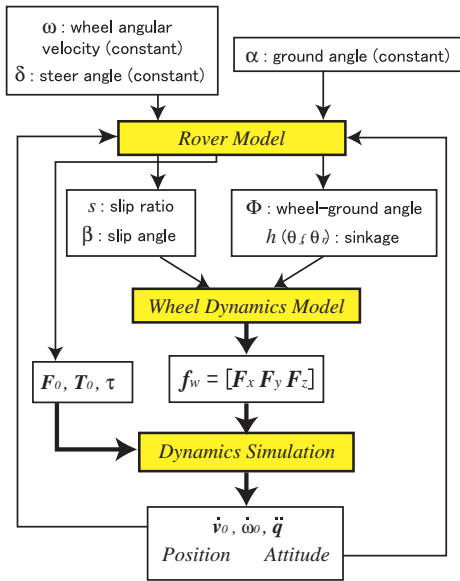 ω : wheel angular
velocity (constant)
δ : steer angle (constant)
α : ground angle (constant)
Rover Model
s : slip ratio
β : slip angle
Φ : wheel-ground angle
h (θf, θr) : sinkage
Wheel Dynamics Model
F0, T0, τ
fw = [Fx Fy Fz]
Dynamics Simulation
v̇0, ω̇0, q̈
Position Attitude